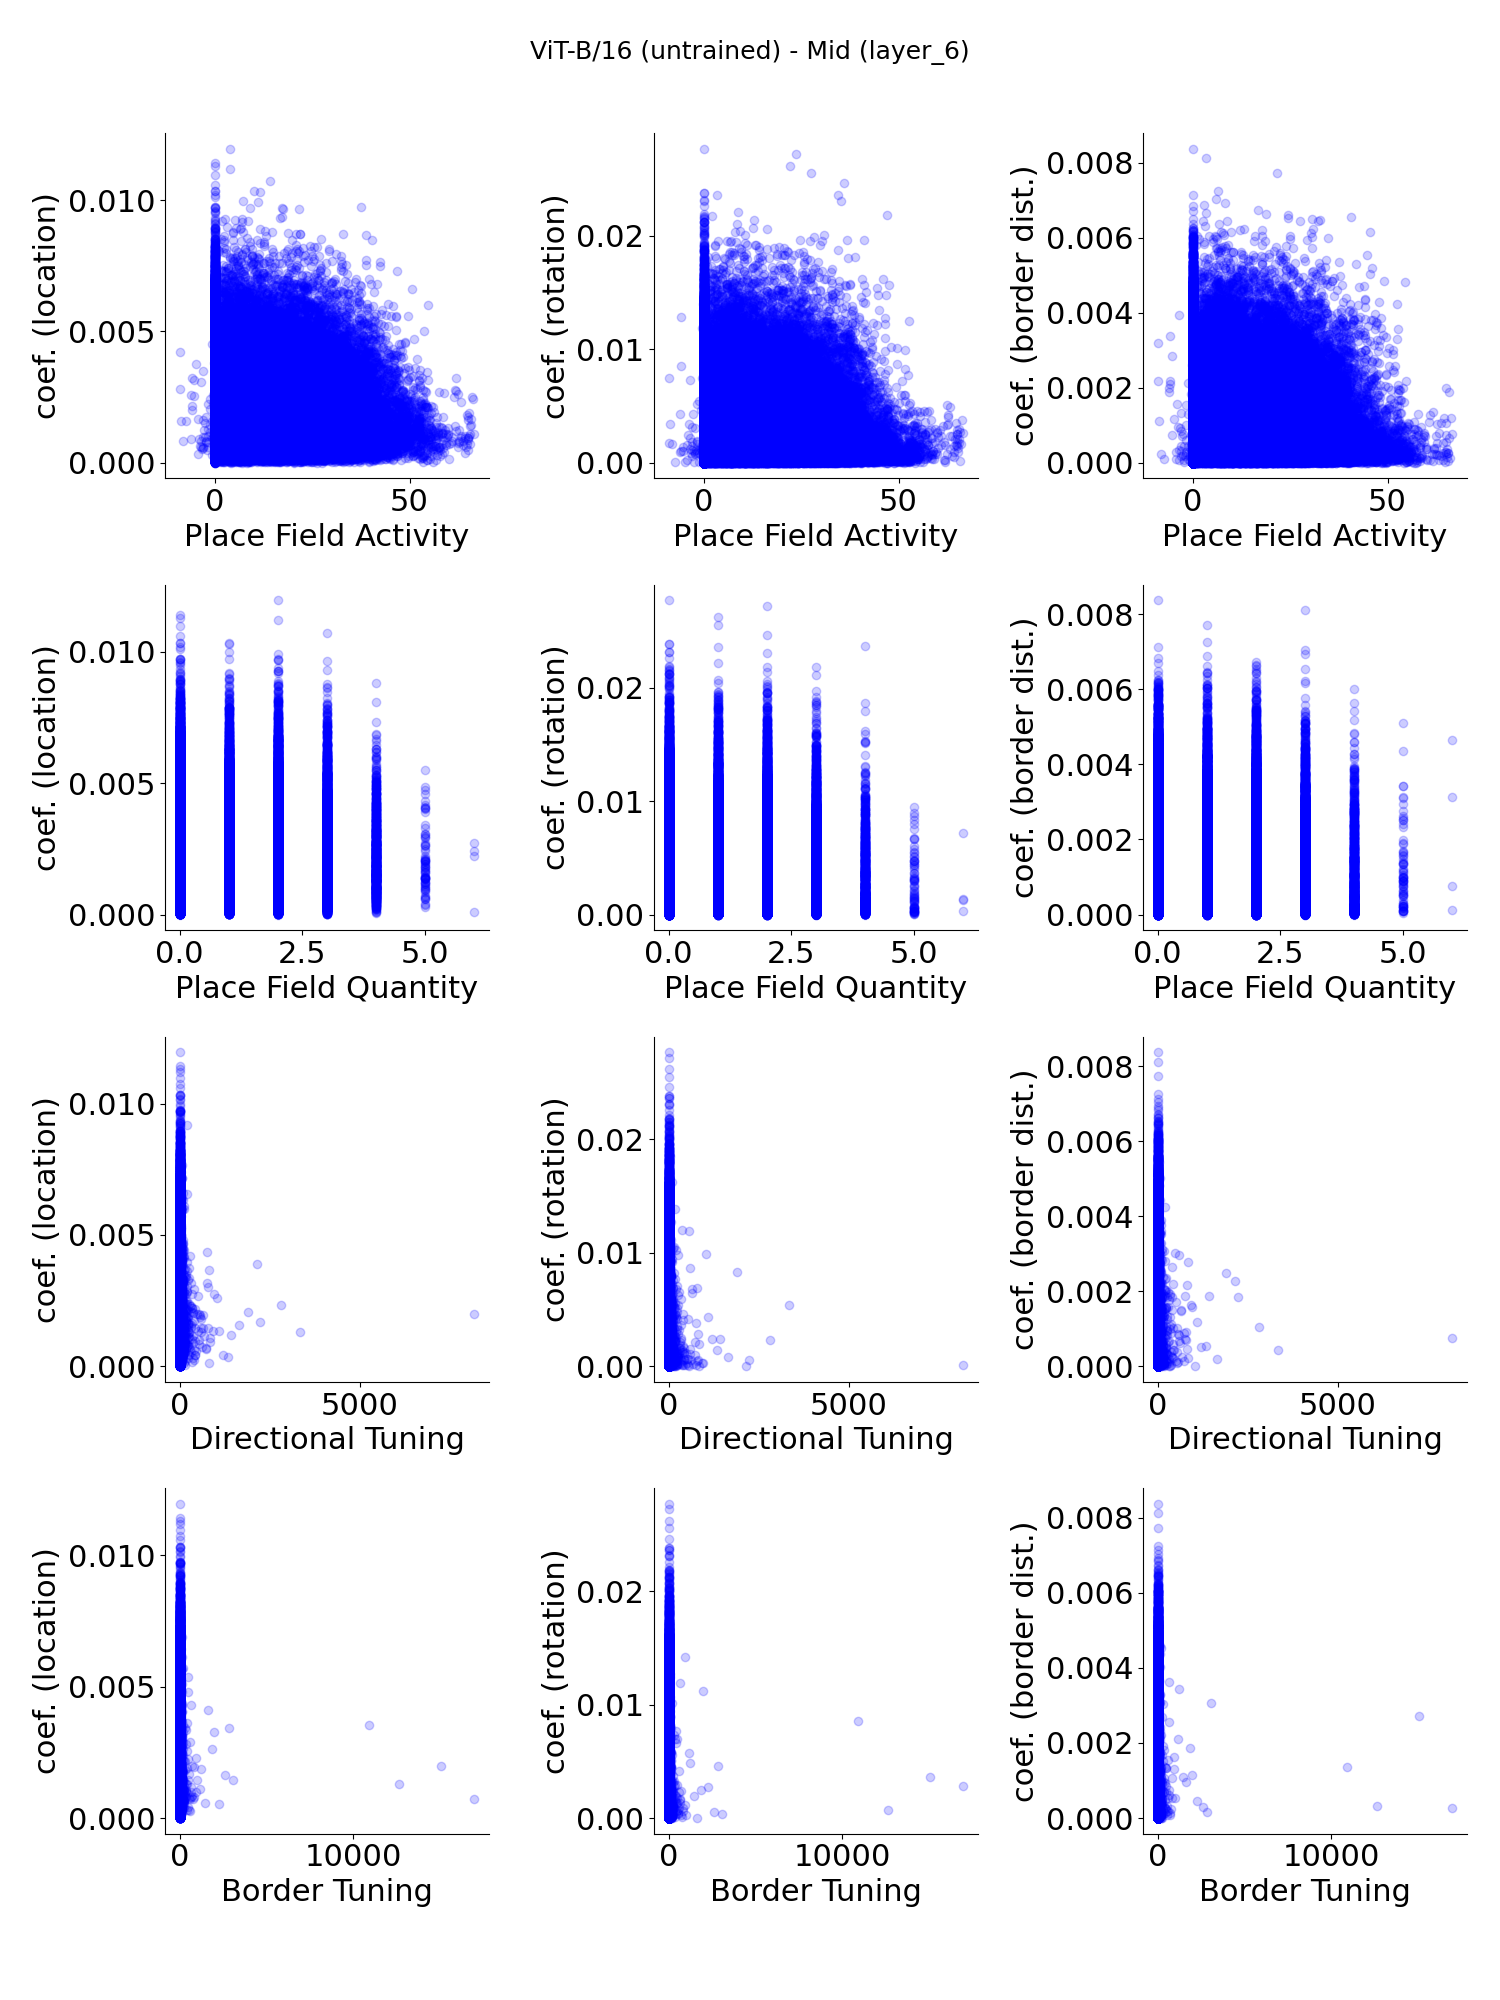 ViT-B/16 (untrained) - Mid (layer_6)
coef. (location)
0.010
0.005
0.000
0
50
Place Field Activity
coef. (rotation)
0.02
0.01
0.00
0
50
Place Field Activity
coef. (border dist.)
0.008
0.006
0.004
0.002
0.000
0
50
Place Field Activity
coef. (location)
0.010
0.005
0.000
0.0
2.5
5.0
Place Field Quantity
coef. (rotation)
0.02
0.01
0.00
0.0
2.5
5.0
Place Field Quantity
coef. (border dist.)
0.008
0.006
0.004
0.002
0.000
0.0
2.5
5.0
Place Field Quantity
coef. (location)
0.010
0.005
0.000
0
5000
Directional Tuning
coef. (rotation)
0.02
0.01
0.00
0
5000
Directional Tuning
coef. (border dist.)
0.008
0.006
0.004
0.002
0.000
0
5000
Directional Tuning
coef. (location)
0.010
0.005
0.000
0
10000
Border Tuning
coef. (rotation)
0.02
0.01
0.00
0
10000
Border Tuning
coef. (border dist.)
0.008
0.006
0.004
0.002
0.000
0
10000
Border Tuning